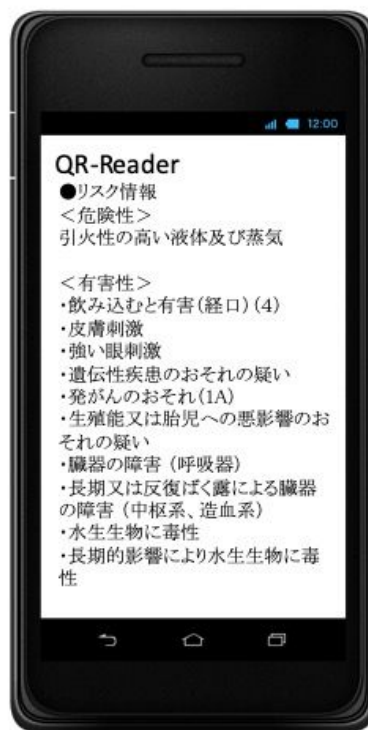 12:00
QR-Reader
●リスク情報
＜危険性＞
引火性の高い液体及び蒸気
＜有害性＞
・飲み込むと有害(経口)(4)
・皮膚刺激
・強い眼刺激
・遺伝性疾患のおそれの疑い
・発がんのおそれ(1A)
・生殖能又は胎児への悪影響のお
それの疑い
・臓器の障害（呼吸器）
・長期又は反復ばく露による臓器
の障害（中枢系、造血系）
・水生生物に毒性
・長期的影響により水生生物に毒
性